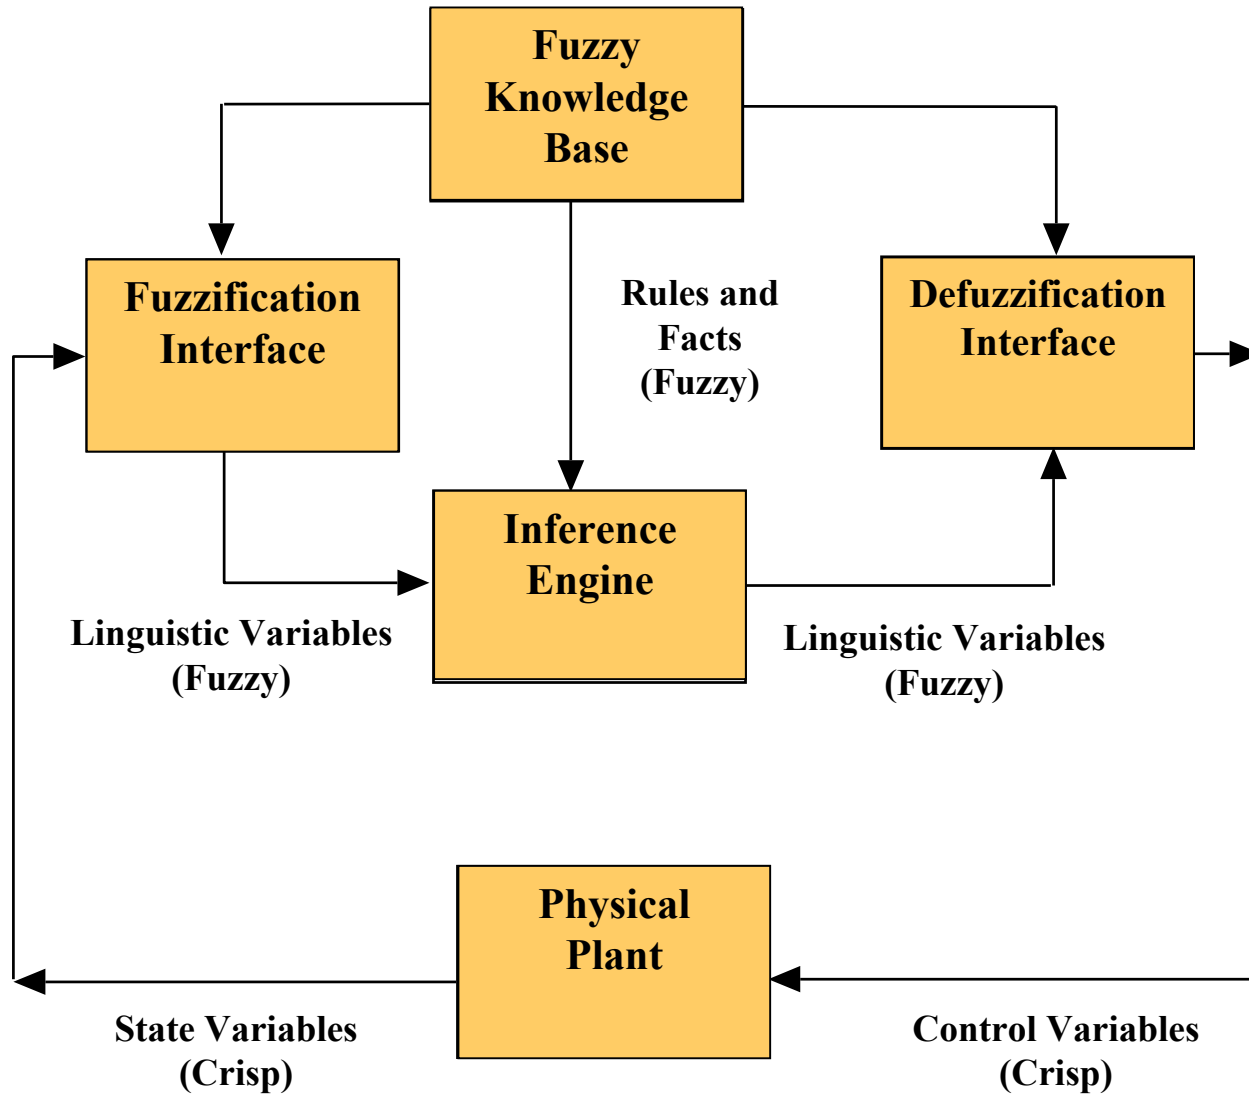 Fuzzy
Knowledge
Base
Fuzzification
Interface
Rules and
Facts
(Fuzzy)
Defuzzification
Interface
Inference
Engine
Linguistic Variables
(Fuzzy)
Linguistic Variables
(Fuzzy)
Physical
Plant
State Variables
(Crisp)
Control Variables
(Crisp)